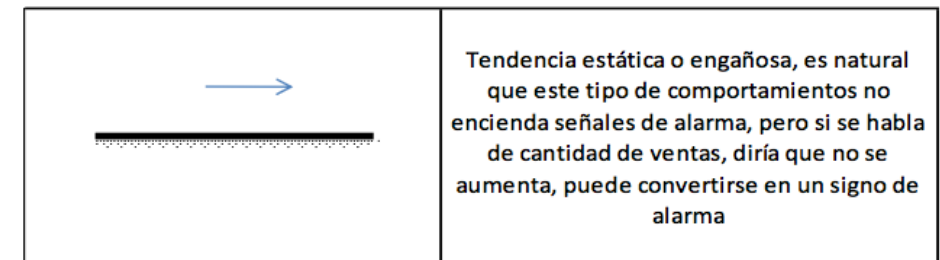 Tendencia estática o engañosa, es natural
que este tipo de comportamientos no
encienda señales de alarma, pero si se habla
de cantidad de ventas, diría que no se
aumenta, puede convertirse en un signo de
alarma